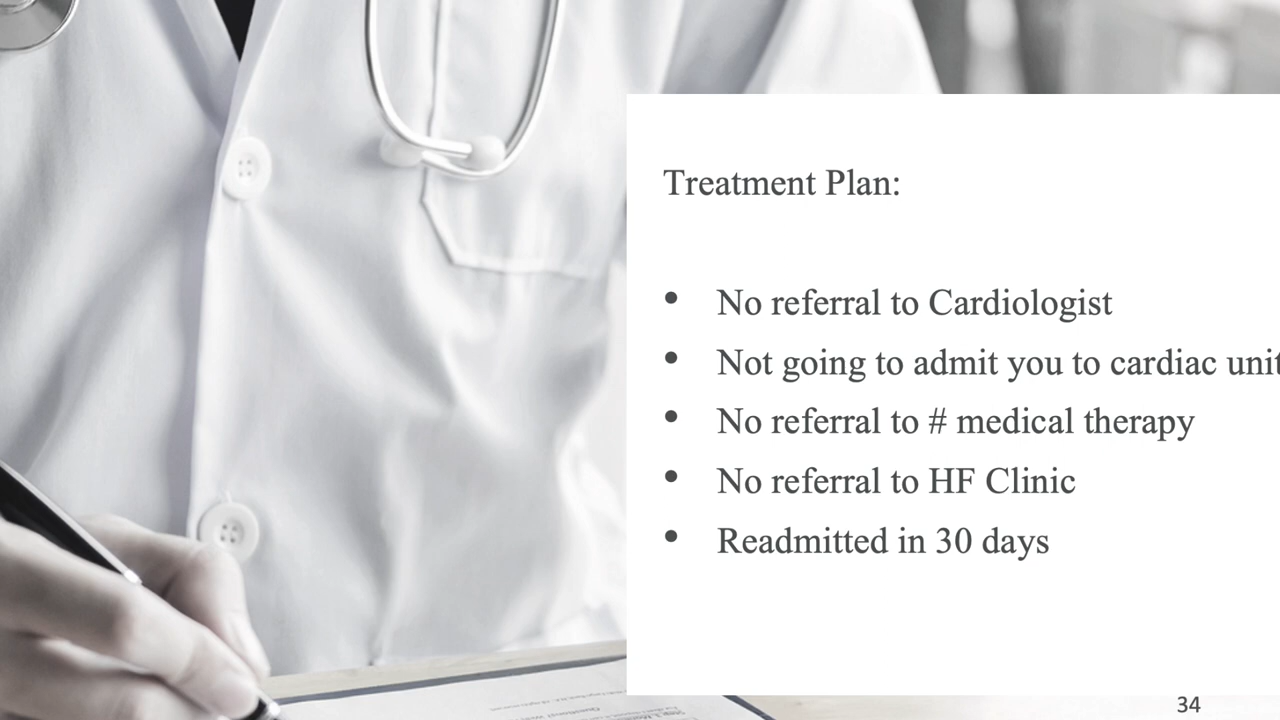 Treatment Plan:
• No referral to Cardiologist
• Not going to admit you to cardiac unit
• No referral to # medical therapy
• No referral to HF Clinic
• Readmitted in 30 days
34